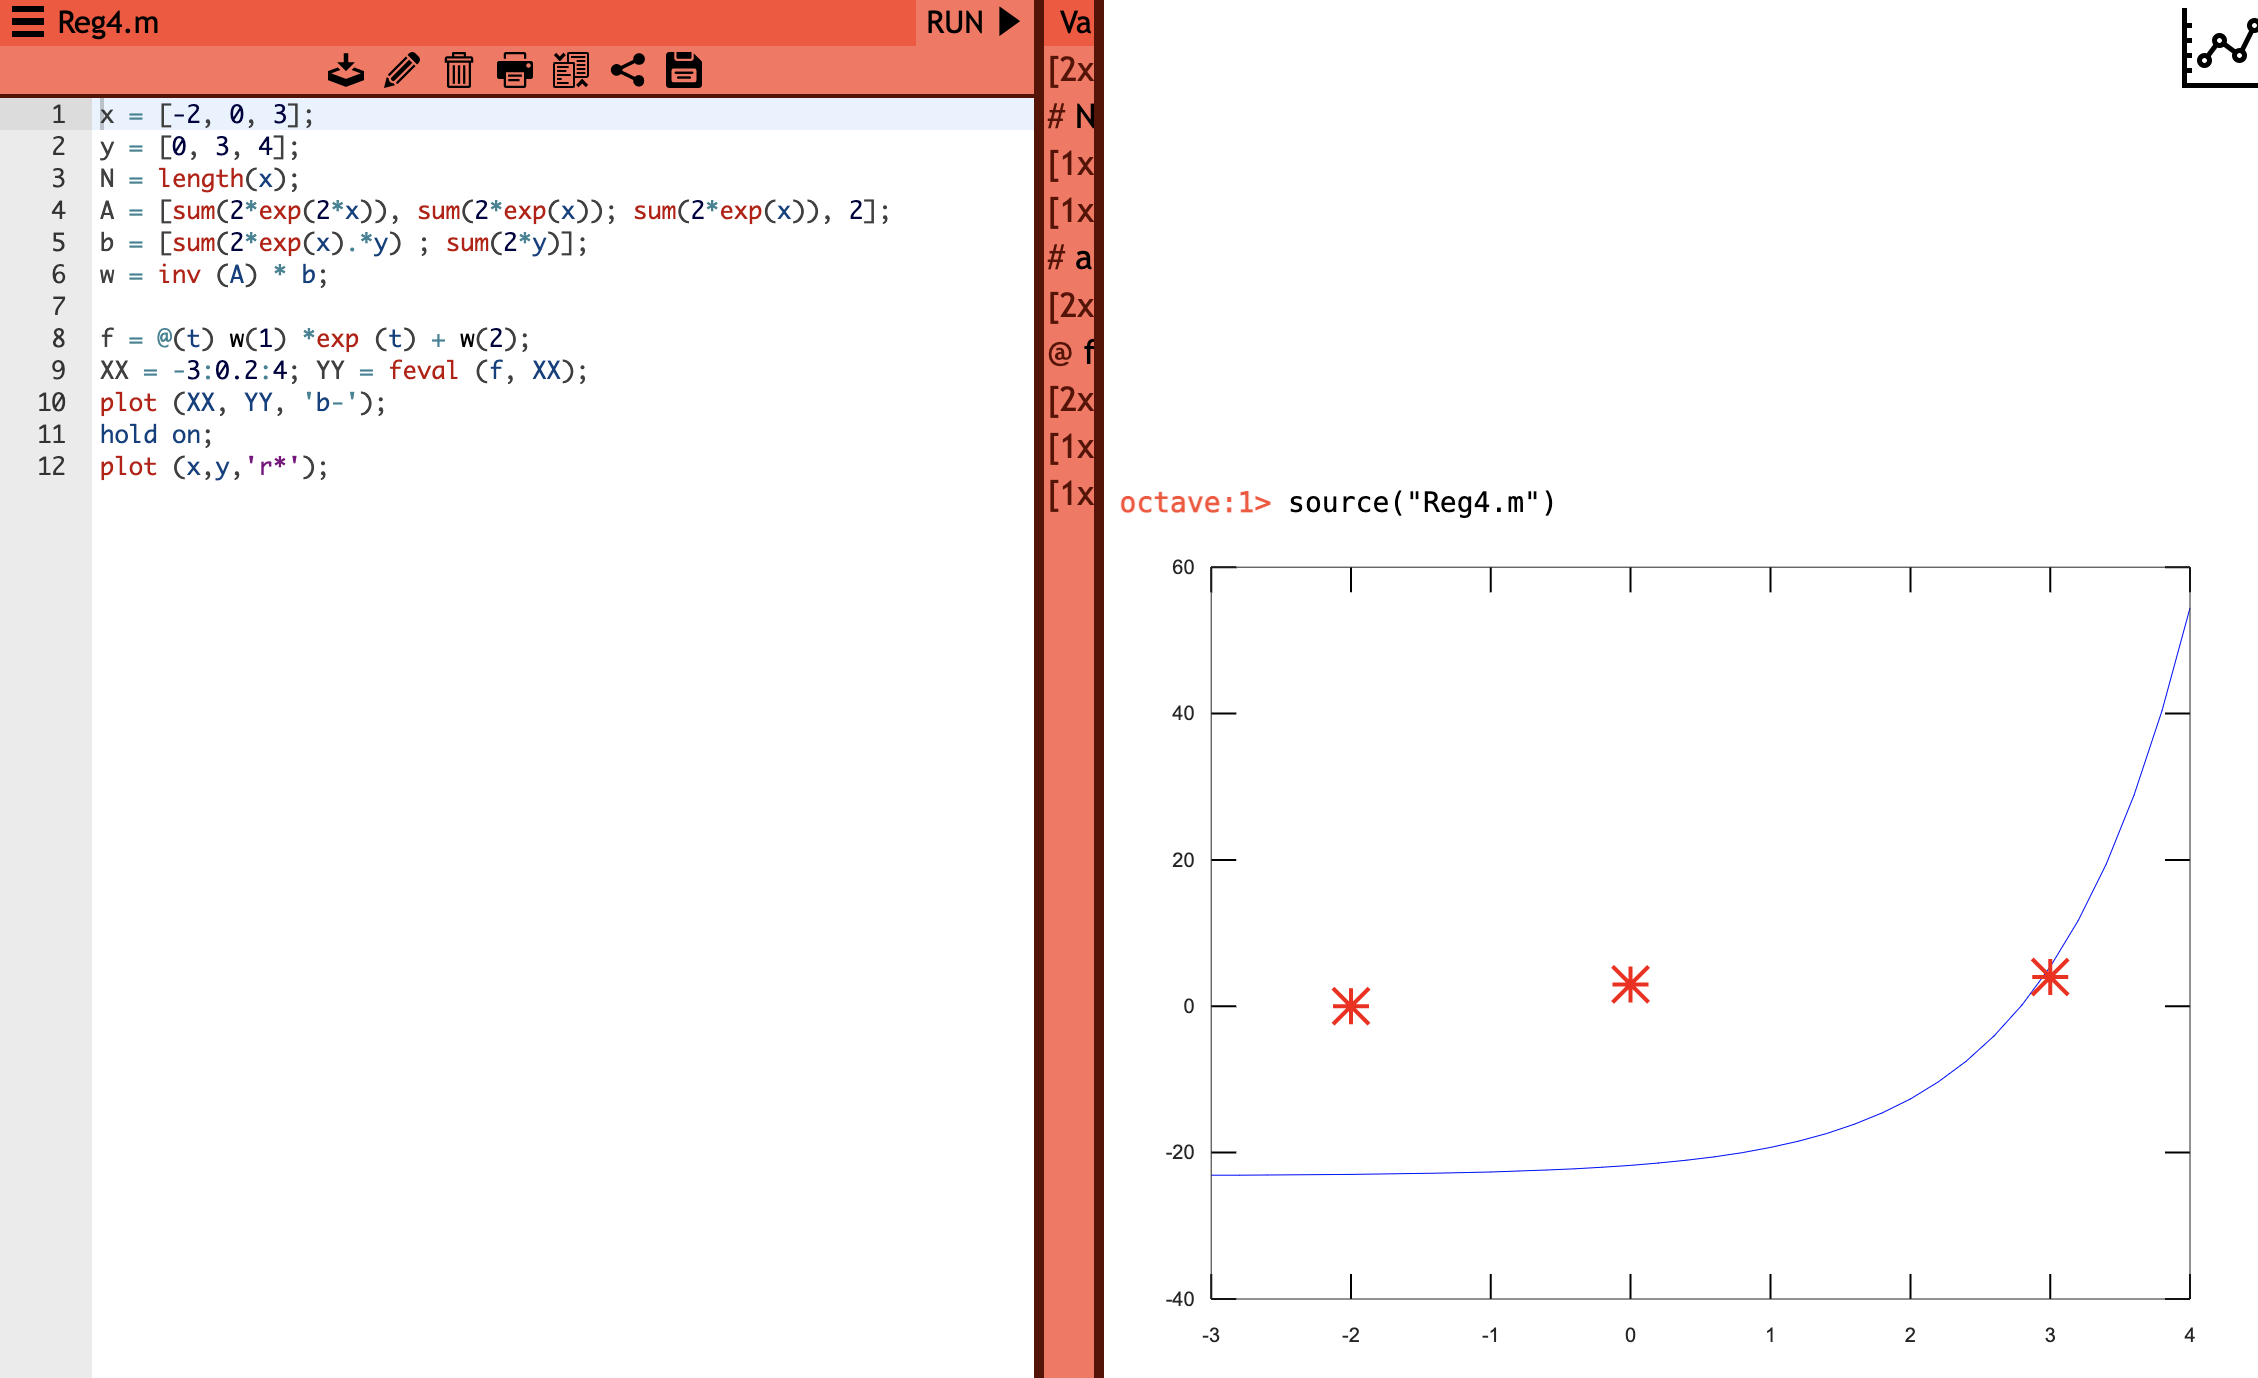 Reg4.m
RUN
1 x = [-2, 0, 3];
2 y = [0, 3, 4];
3 N = length(x);
4 A = [sum(2*exp(2*x)), sum(2*exp(x)); sum(2*exp(x)), 2];
5 b = [sum(2*exp(x).*y) ; sum(2*y)];
6 w = inv (A) * b;
7
8 f = @(t) w(1) *exp (t) + w(2);
9 XX = -3:0.2:4; YY = feval (f, XX);
10 plot (XX, YY, 'b-');
11 hold on;
12 plot (x,y,'r*');
Va
[2x
# N
[1x
[1x
# a
[2x
@ f
[2x
[1x
[1x
octave:1> source("Reg4.m")
60
40
20
0
-20
-40
-3 -2 -1 0 1 2 3 4